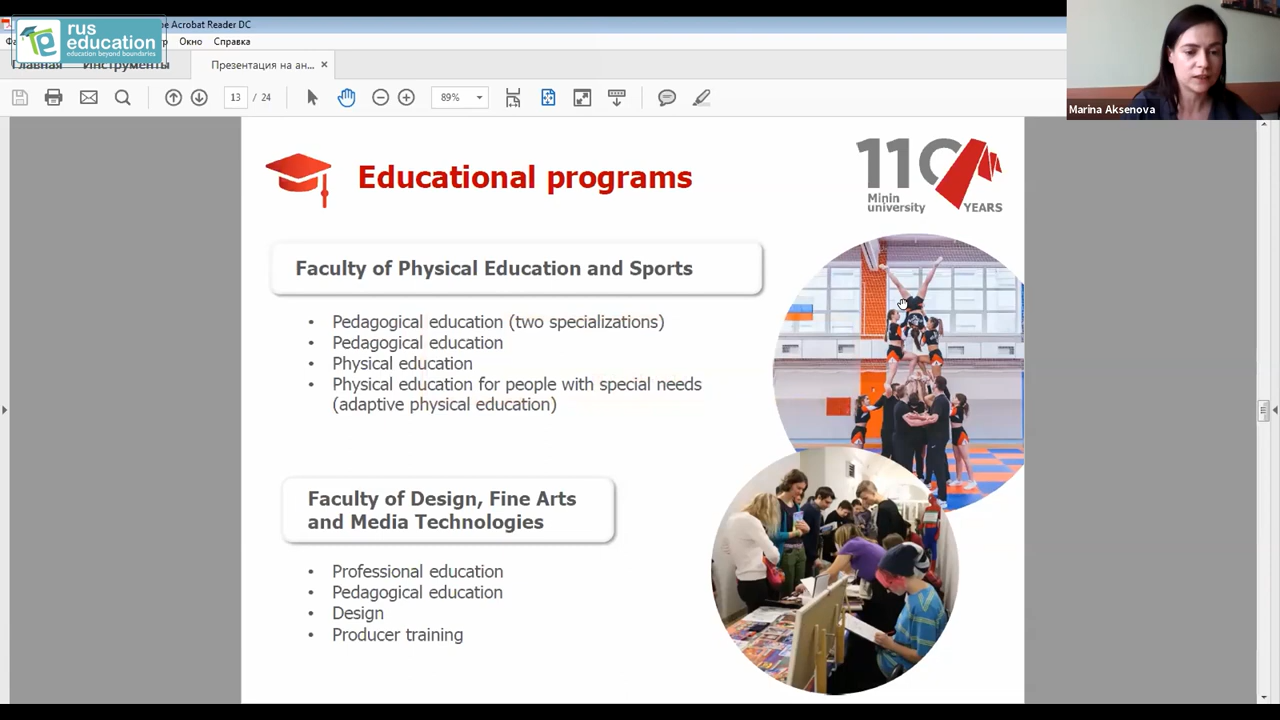 rus
education
education beyond boundaries
be Acrobat Reader DC
Окно Справка
Главная Инструменты Презентация на ан... ×
13 / 24 89%
Marina Aksenova
Educational programs
110
Minin
university YEARS
Faculty of Physical Education and Sports
• Pedagogical education (two specializations)
• Pedagogical education
• Physical education
• Physical education for people with special needs
(adaptive physical education)
Faculty of Design, Fine Arts
and Media Technologies
• Professional education
• Pedagogical education
• Design
• Producer training